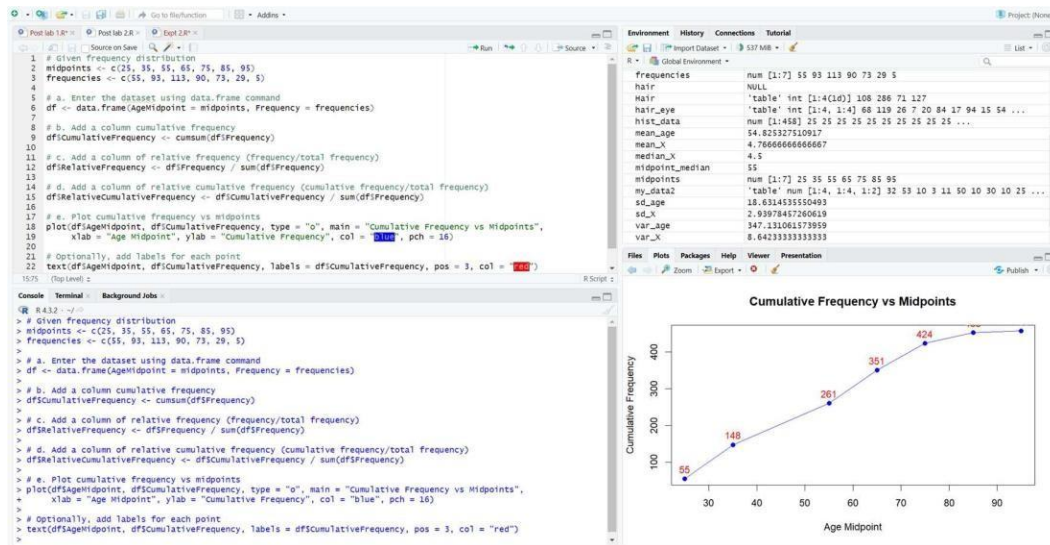 Go to file/function
Addins
Project: (None
Post lab 1.R*
Post lab 2.R
Expt 2.R*
Source on Save
Run
Source
1 # Given frequency distribution
2 midpoints <- c(25, 35, 55, 65, 75, 85, 95)
3 frequencies <- c(55, 93, 113, 90, 73, 29, 5)
4
5 # a. Enter the dataset using data.frame command
6 df <- data.frame(AgeMidpoint = midpoints, Frequency = frequencies)
7
8 # b. Add a column cumulative frequency
9 df$CumulativeFrequency <- cumsum(df$Frequency)
10
11 # c. Add a column of relative frequency (frequency/total frequency)
12 df$RelativeFrequency <- df$Frequency / sum(df$Frequency)
13
14 # d. Add a column of relative cumulative frequency (cumulative frequency/total frequency)
15 df$RelativeCumulativeFrequency <- df$CumulativeFrequency / sum(df$Frequency)
16
17 # e. Plot cumulative frequency vs midpoints
18 plot(df$AgeMidpoint, df$CumulativeFrequency, type = "o", main = "Cumulative Frequency vs Midpoints",
19 xlab = "Age Midpoint", ylab = "Cumulative Frequency", col = "blue", pch = 16)
20
21 # Optionally, add labels for each point
22 text(df$AgeMidpoint, df$CumulativeFrequency, labels = df$CumulativeFrequency, pos = 3, col = "red")
15:75 (Top Level)
R Script
Console Terminal Background Jobs
R 4.3.2 · ~/
> # Given frequency distribution
> midpoints <- c(25, 35, 55, 65, 75, 85, 95)
> frequencies <- c(55, 93, 113, 90, 73, 29, 5)
>
> # a. Enter the dataset using data.frame command
> df <- data.frame(AgeMidpoint = midpoints, Frequency = frequencies)
>
> # b. Add a column cumulative frequency
> df$CumulativeFrequency <- cumsum(df$Frequency)
>
> # c. Add a column of relative frequency (frequency/total frequency)
> df$RelativeFrequency <- df$Frequency / sum(df$Frequency)
>
> # d. Add a column of relative cumulative frequency (cumulative frequency/total frequency)
> df$RelativeCumulativeFrequency <- df$CumulativeFrequency / sum(df$Frequency)
>
> # e. Plot cumulative frequency vs midpoints
> plot(df$AgeMidpoint, df$CumulativeFrequency, type = "o", main = "Cumulative Frequency vs Midpoints",
+ xlab = "Age Midpoint", ylab = "Cumulative Frequency", col = "blue", pch = 16)
>
> # Optionally, add labels for each point
> text(df$AgeMidpoint, df$CumulativeFrequency, labels = df$CumulativeFrequency, pos = 3, col = "red")
>
Environment History Connections Tutorial
Import Dataset 537 MiB List
R Global Environment
frequencies num [1:7] 55 93 113 90 73 29 5
hair NULL
Hair 'table' int [1:4(1d)] 108 286 71 127
hair_eye 'table' int [1:4, 1:4] 68 119 26 7 20 84 17 94 15 54 ...
hist_data num [1:458] 25 25 25 25 25 25 25 25 25 25 ...
mean_age 54.825327510917
mean_X 4.76666666666667
median_X 4.5
midpoint_median 55
midpoints num [1:7] 25 35 55 65 75 85 95
my_data2 'table' num [1:4, 1:4, 1:2] 32 53 10 3 11 50 10 30 10 25 ...
sd_age 18.6314535550493
sd_X 2.93978457260619
var_age 347.131061573959
var_X 8.64233333333333
Files Plots Packages Help Viewer Presentation
Zoom Export Publish
Cumulative Frequency vs Midpoints
Cumulative Frequency
400
300
200
100
55
148
261
351
424
30 40 50 60 70 80 90
Age Midpoint